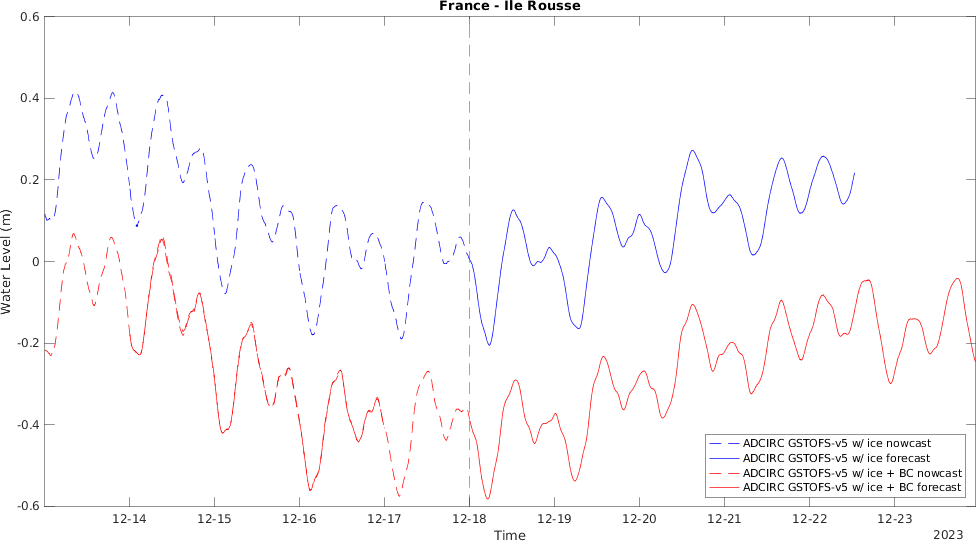 France - Ile Rousse
Water Level (m)
0.6
0.4
0.2
0
-0.2
-0.4
-0.6
12-14
12-15
12-16
12-17
12-18
12-19
12-20
12-21
12-22
12-23
Time
2023
ADCIRC GSTOFS-v5 w/ ice nowcast
ADCIRC GSTOFS-v5 w/ ice forecast
ADCIRC GSTOFS-v5 w/ ice + BC nowcast
ADCIRC GSTOFS-v5 w/ ice + BC forecast